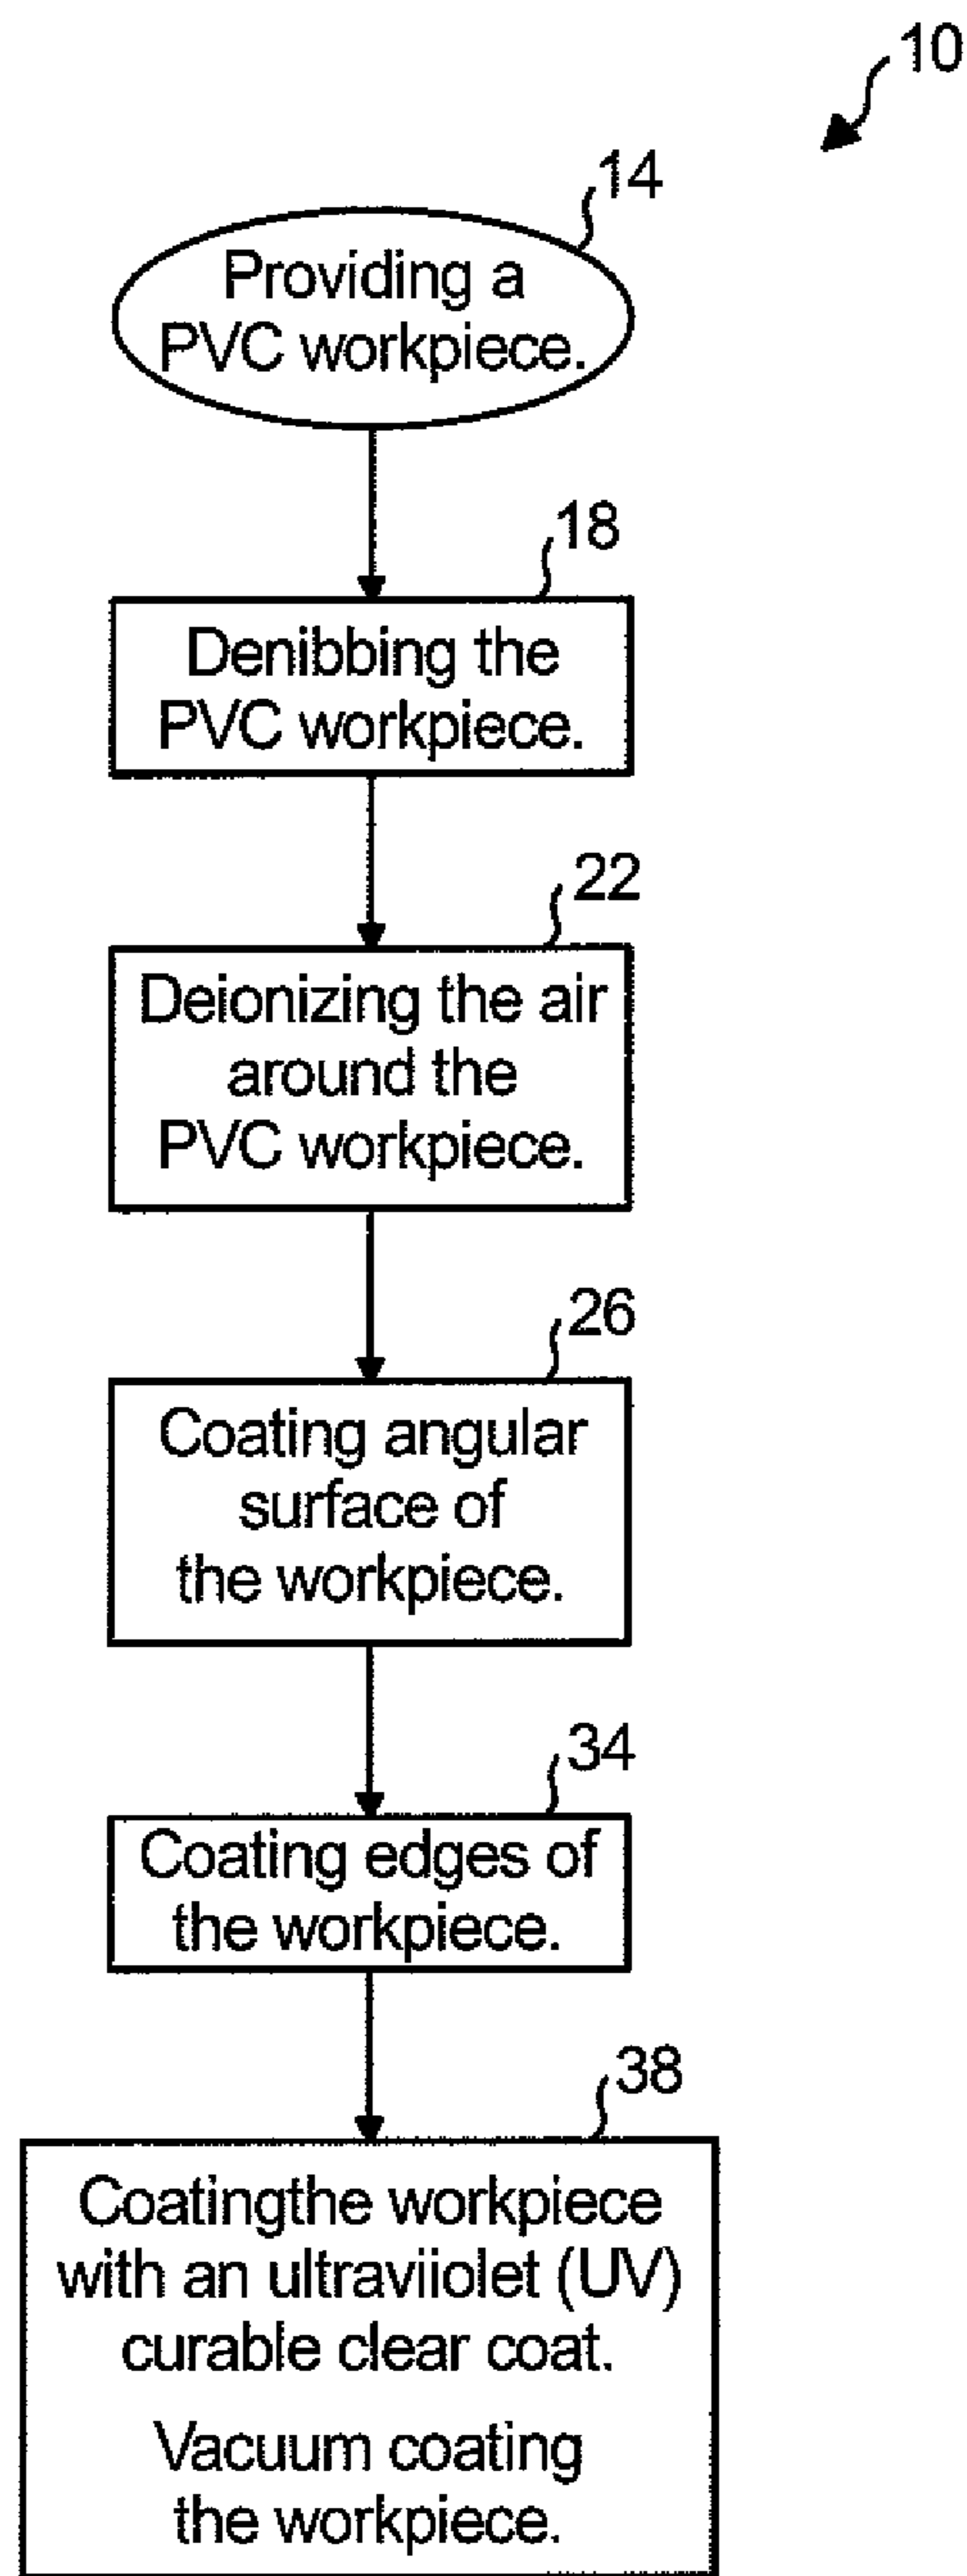 10
14
Providing a
PVC workpiece.
18
Denibbing the
PVC workpiece.
22
Deionizing the air
around the
PVC workpiece.
26
Coating angular
surface of
the workpiece.
34
Coating edges of
the workpiece.
38
Coatingthe workpiece
with an ultraviiolet (UV)
curable clear coat.
Vacuum coating
the workpiece.